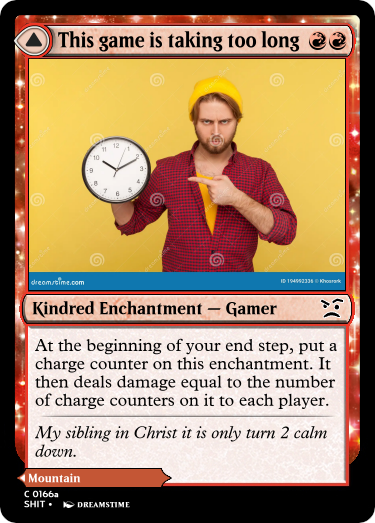 This game is taking too long
dreamstime.com
ID 194992336 © Khosrork
Kindred Enchantment — Gamer
At the beginning of your end step, put a
charge counter on this enchantment. It
then deals damage equal to the number
of charge counters on it to each player.
My sibling in Christ it is only turn 2 calm
down.
Mountain
C 0166a
SHIT • DREAMSTIME